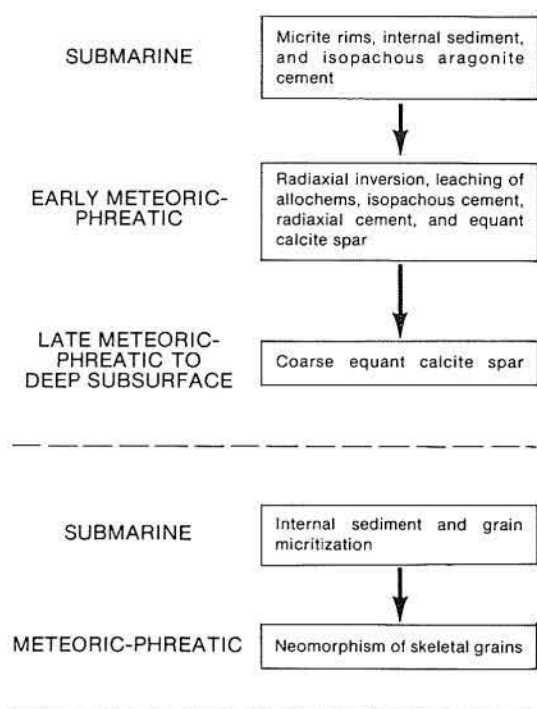 SUBMARINE
Micrite rims, internal sediment,
and isopachous aragonite
cement
EARLY METEORIC-
PHREATIC
Radiaxial inversion, leaching of
allochems, isopachous cement,
radiaxial cement, and equant
calcite spar
LATE METEORIC-
PHREATIC TO
DEEP SUBSURFACE
Coarse equant calcite spar
SUBMARINE
Internal sediment and grain
micritization
METEORIC-PHREATIC
Neomorphism of skeletal grains